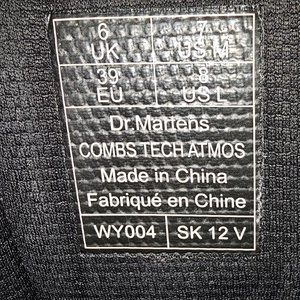 6 7
UK US M
39 8
EU US L
Dr.Martens
COMBS TECH ATMOS
Made in China
Fabriqué en Chine
WY004 SK 12 V